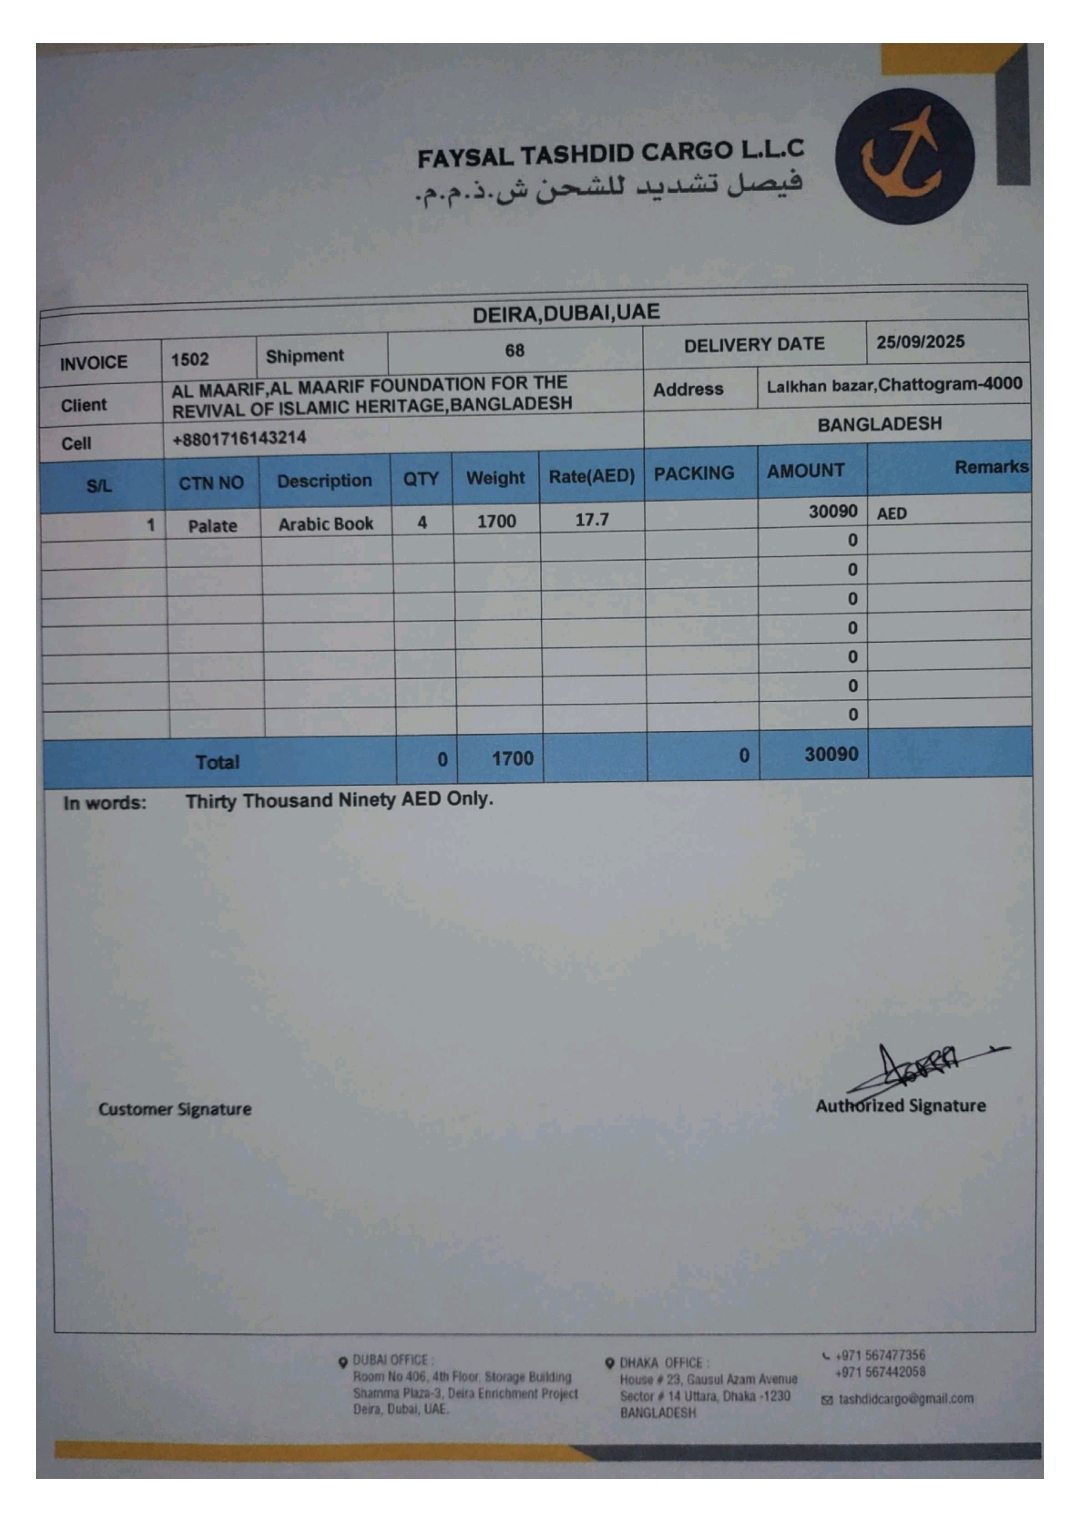 FAYSAL TASHDID CARGO L.L.C
فيصل تشديد للشحن ش.ذ.م.م.
DEIRA,DUBAI,UAE
INVOICE 1502 Shipment 68 DELIVERY DATE 25/09/2025
Client AL MAARIF,AL MAARIF FOUNDATION FOR THE
REVIVAL OF ISLAMIC HERITAGE,BANGLADESH Address Lalkhan bazar,Chattogram-4000
Cell +8801716143214 BANGLADESH
S/L CTN NO Description QTY Weight Rate(AED) PACKING AMOUNT Remarks
1 Palate Arabic Book 4 1700 17.7 30090 AED
0
0
0
0
0
0
0
Total 0 1700 0 30090
In words: Thirty Thousand Ninety AED Only.
Customer Signature
Authorized Signature
DUBAI OFFICE :
Room No 406, 4th Floor, Storage Building
Shamma Plaza-3, Deira Enrichment Project
Deira, Dubai, UAE.
DHAKA OFFICE :
House # 23, Gausul Azam Avenue
Sector # 14 Uttara, Dhaka -1230
BANGLADESH
+971 567477356
+971 567442058
tashdidcargo@gmail.com